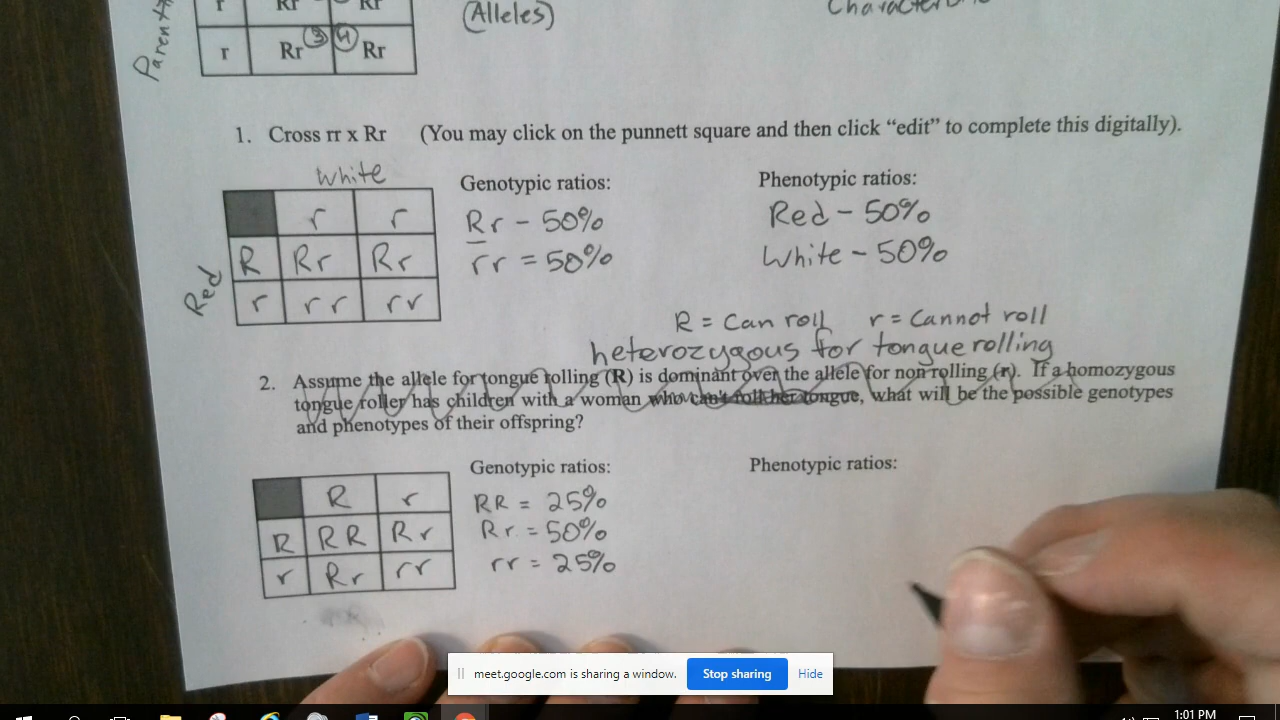 r Rr Rr
(Alleles)
Parent
r Rr 3 4 Rr
1. Cross rr x Rr (You may click on the punnett square and then click “edit” to complete this digitally).
White
Genotypic ratios: Phenotypic ratios:
r r
Rr - 50% Red - 50%
Red
R Rr Rr
rr = 50% White - 50%
r rr rr
R = Can roll r = Cannot roll
heterozygous for tongue rolling
2. Assume the allele for tongue rolling (R) is dominant over the allele for non rolling (r). If a homozygous
tongue roller has children with a woman who can't roll her tongue, what will be the possible genotypes
and phenotypes of their offspring?
Genotypic ratios: Phenotypic ratios:
R r
RR = 25%
R RR Rr
Rr = 50%
r Rr rr
rr = 25%
meet.google.com is sharing a window. Stop sharing Hide
1:01 PM